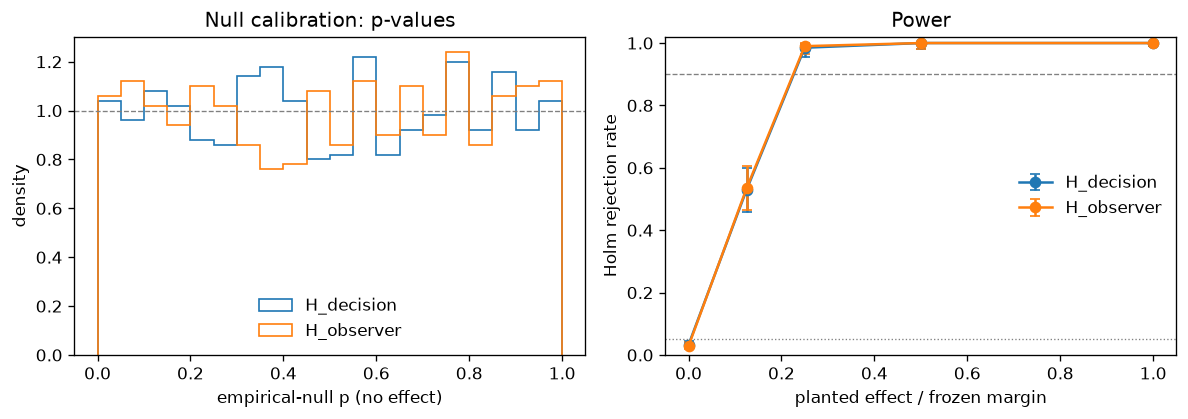 Null calibration: p-values
density
1.2
1.0
0.8
0.6
0.4
0.2
0.0
H_decision
H_observer
0.0 0.2 0.4 0.6 0.8 1.0
empirical-null p (no effect)
Power
Holm rejection rate
1.0
0.8
0.6
0.4
0.2
0.0
H_decision
H_observer
0.0 0.2 0.4 0.6 0.8 1.0
planted effect / frozen margin